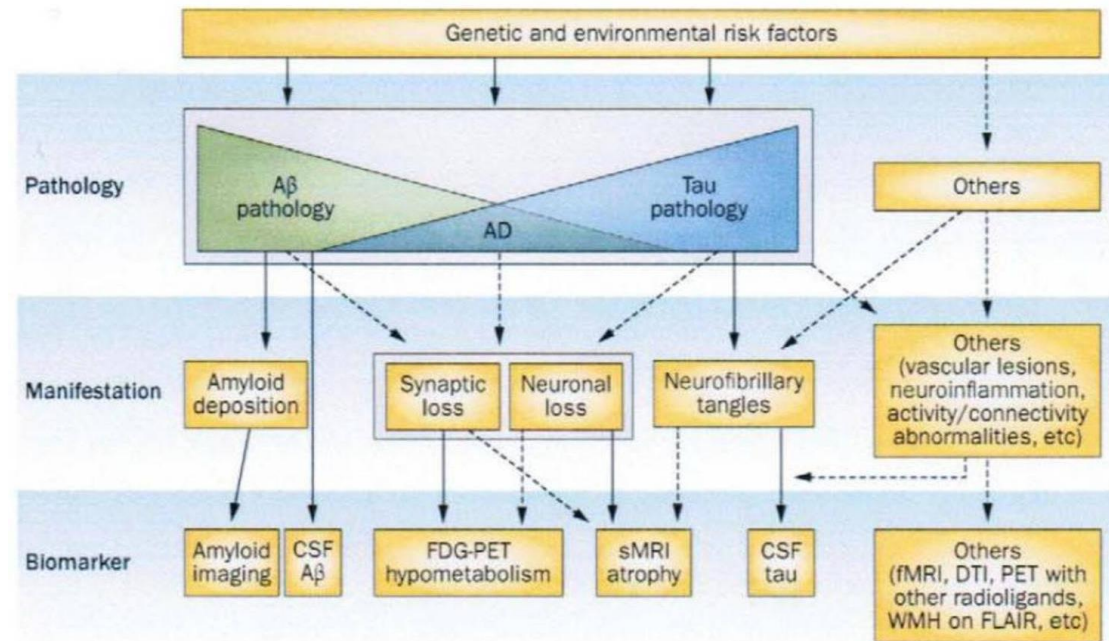 Genetic and environmental risk factors
Pathology
Aβ
pathology
AD
Tau
pathology
Others
Manifestation
Amyloid
deposition
Synaptic
loss
Neuronal
loss
Neurofibrillary
tangles
Others
(vascular lesions,
neuroinflammation,
activity/connectivity
abnormalities, etc)
Biomarker
Amyloid
imaging
CSF
Aβ
FDG-PET
hypometabolism
sMRI
atrophy
CSF
tau
Others
(fMRI, DTI, PET with
other radioligands,
WMH on FLAIR, etc)